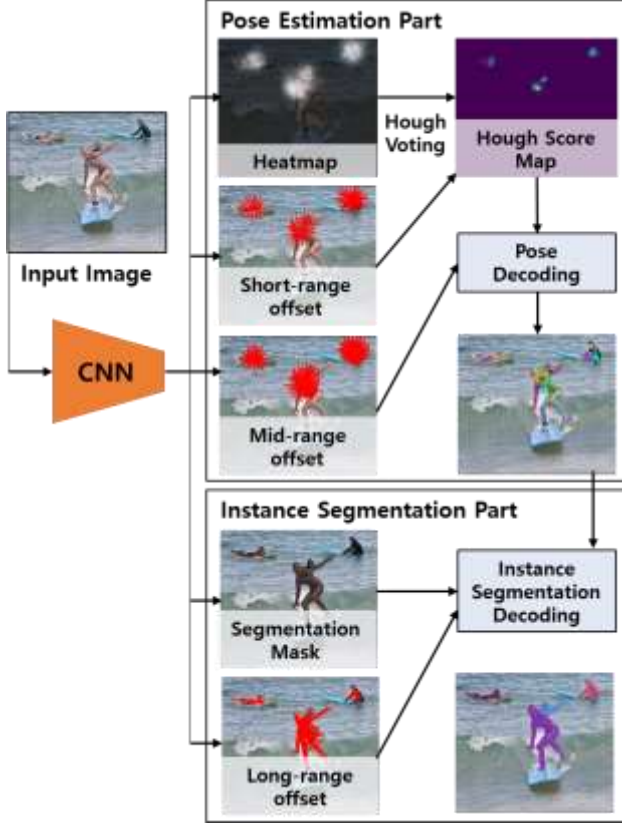 Pose Estimation Part
Heatmap
Hough
Voting
Hough Score
Map
Input Image
Short-range
offset
Pose
Decoding
CNN
Mid-range
offset
Instance Segmentation Part
Segmentation
Mask
Instance
Segmentation
Decoding
Long-range
offset